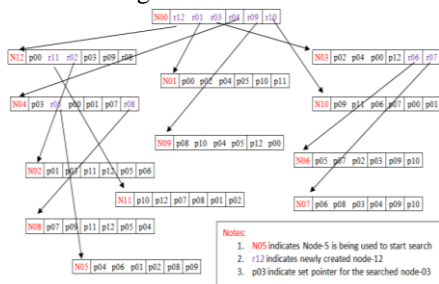 N00 r12 r01 r03 r04 r09 r10
N12 p00 r11 r02 p03 p09 r08
N03 p02 p04 p00 p12 r06 r07
N01 p00 p02 p04 p05 p10 p11
N04 p03 r05 p00 p01 p07 r08
N10 p09 p11 p06 p07 p00 p01
N09 p08 p10 p04 p05 p12 p00
N06 p05 p07 p02 p03 p09 p10
N02 p01 p03 p11 p12 p05 p06
N11 p10 p12 p07 p08 p01 p02
N07 p06 p08 p03 p04 p09 p10
N08 p07 p09 p11 p12 p05 p04
N05 p04 p06 p01 p02 p08 p09
Notes:
1. N05 indicates Node-5 is being used to start search
2. r12 indicates newly created node-12
3. p03 indicate set pointer for the searched node-03